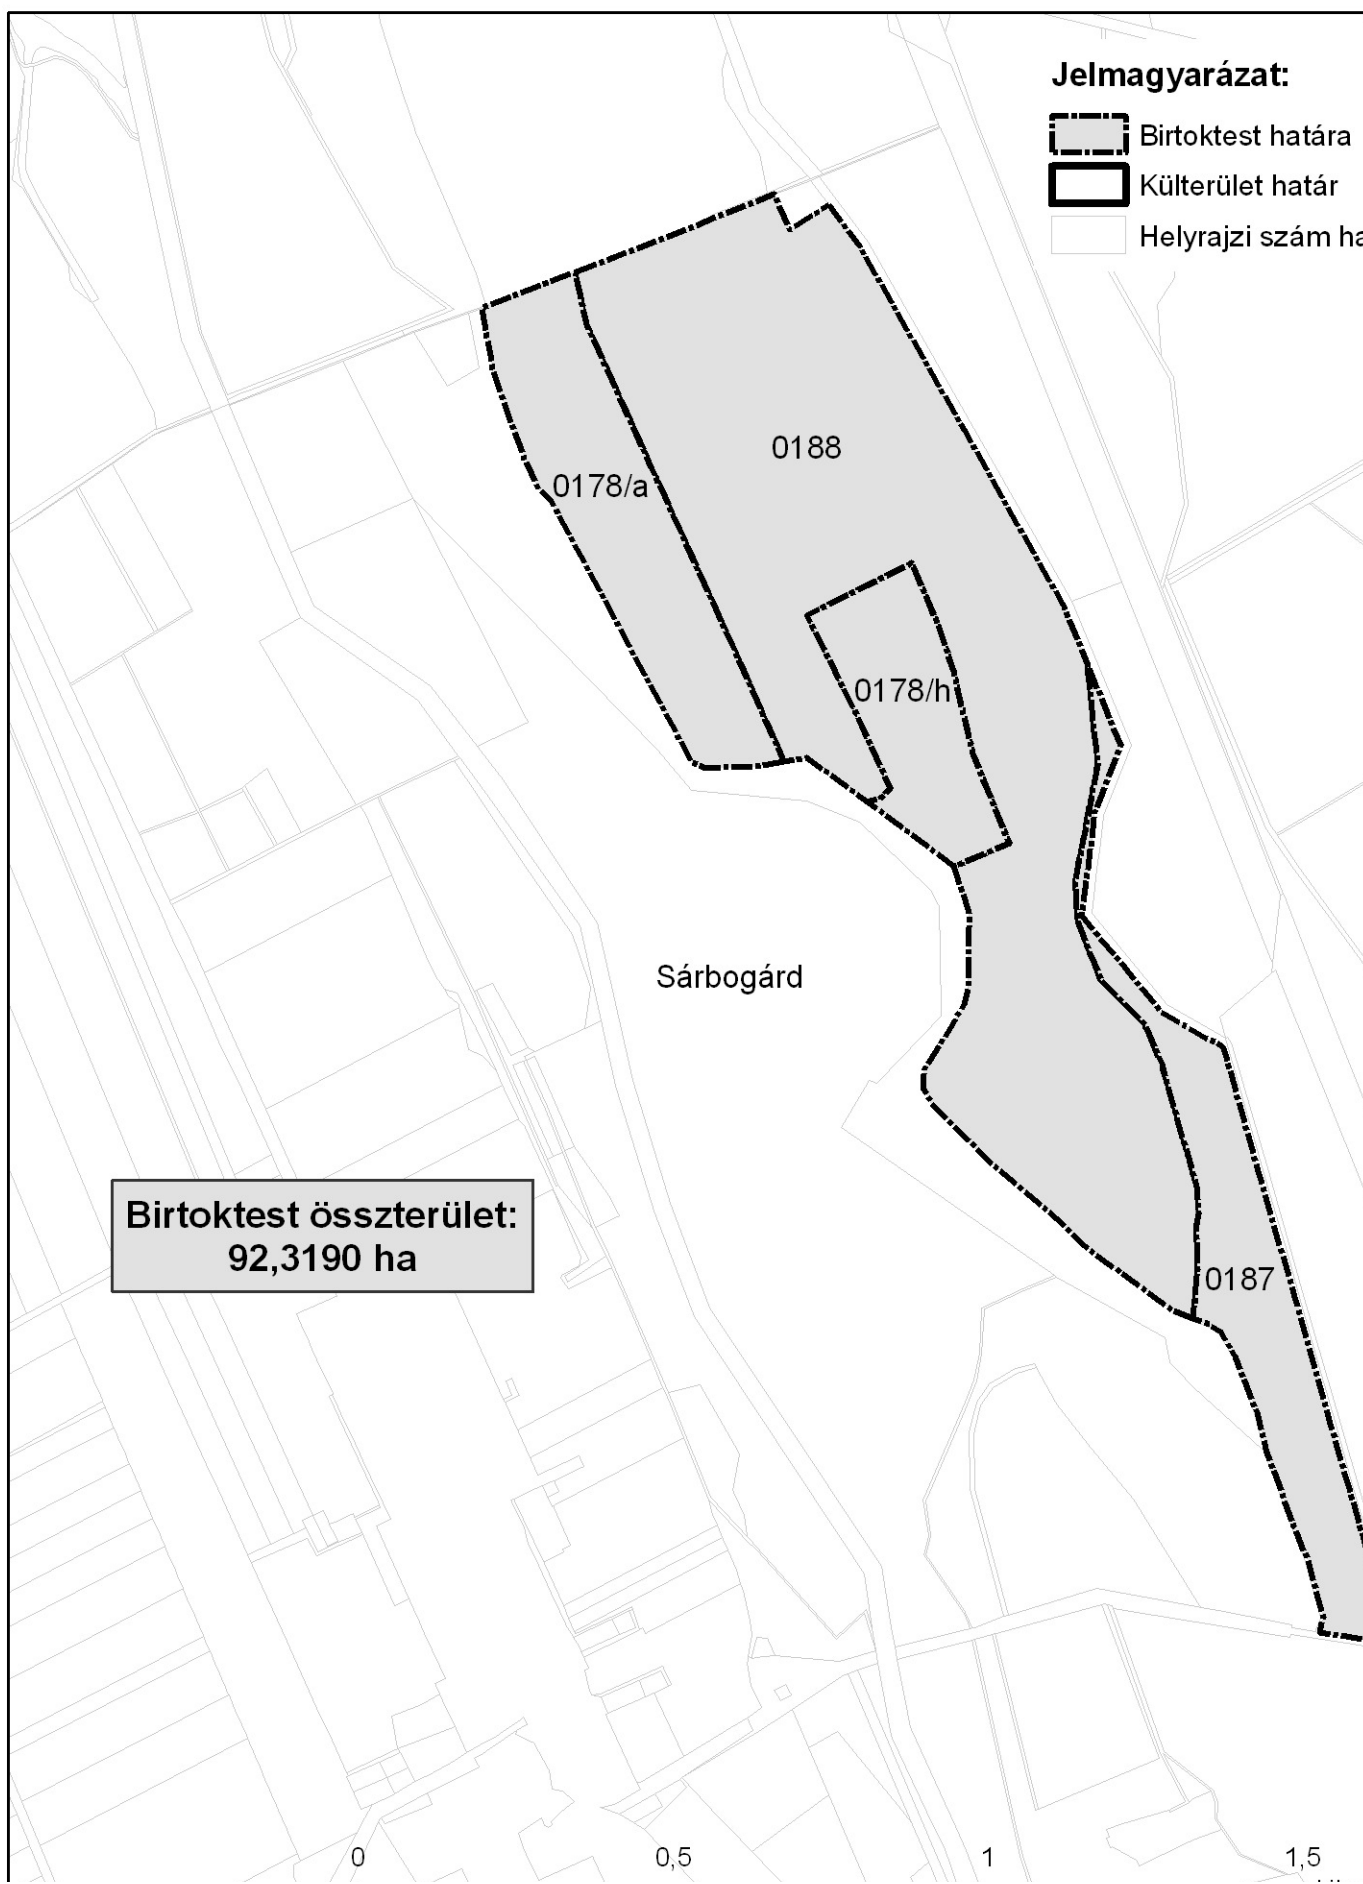 Jelmagyarázat:
Birtoktest határa
Külterület határ
Helyrajzi szám ha
0188
0178/a
0178/h
Sárbogárd
Birtoktest összterület:
92,3190 ha
0187
0 0,5 1 1,5